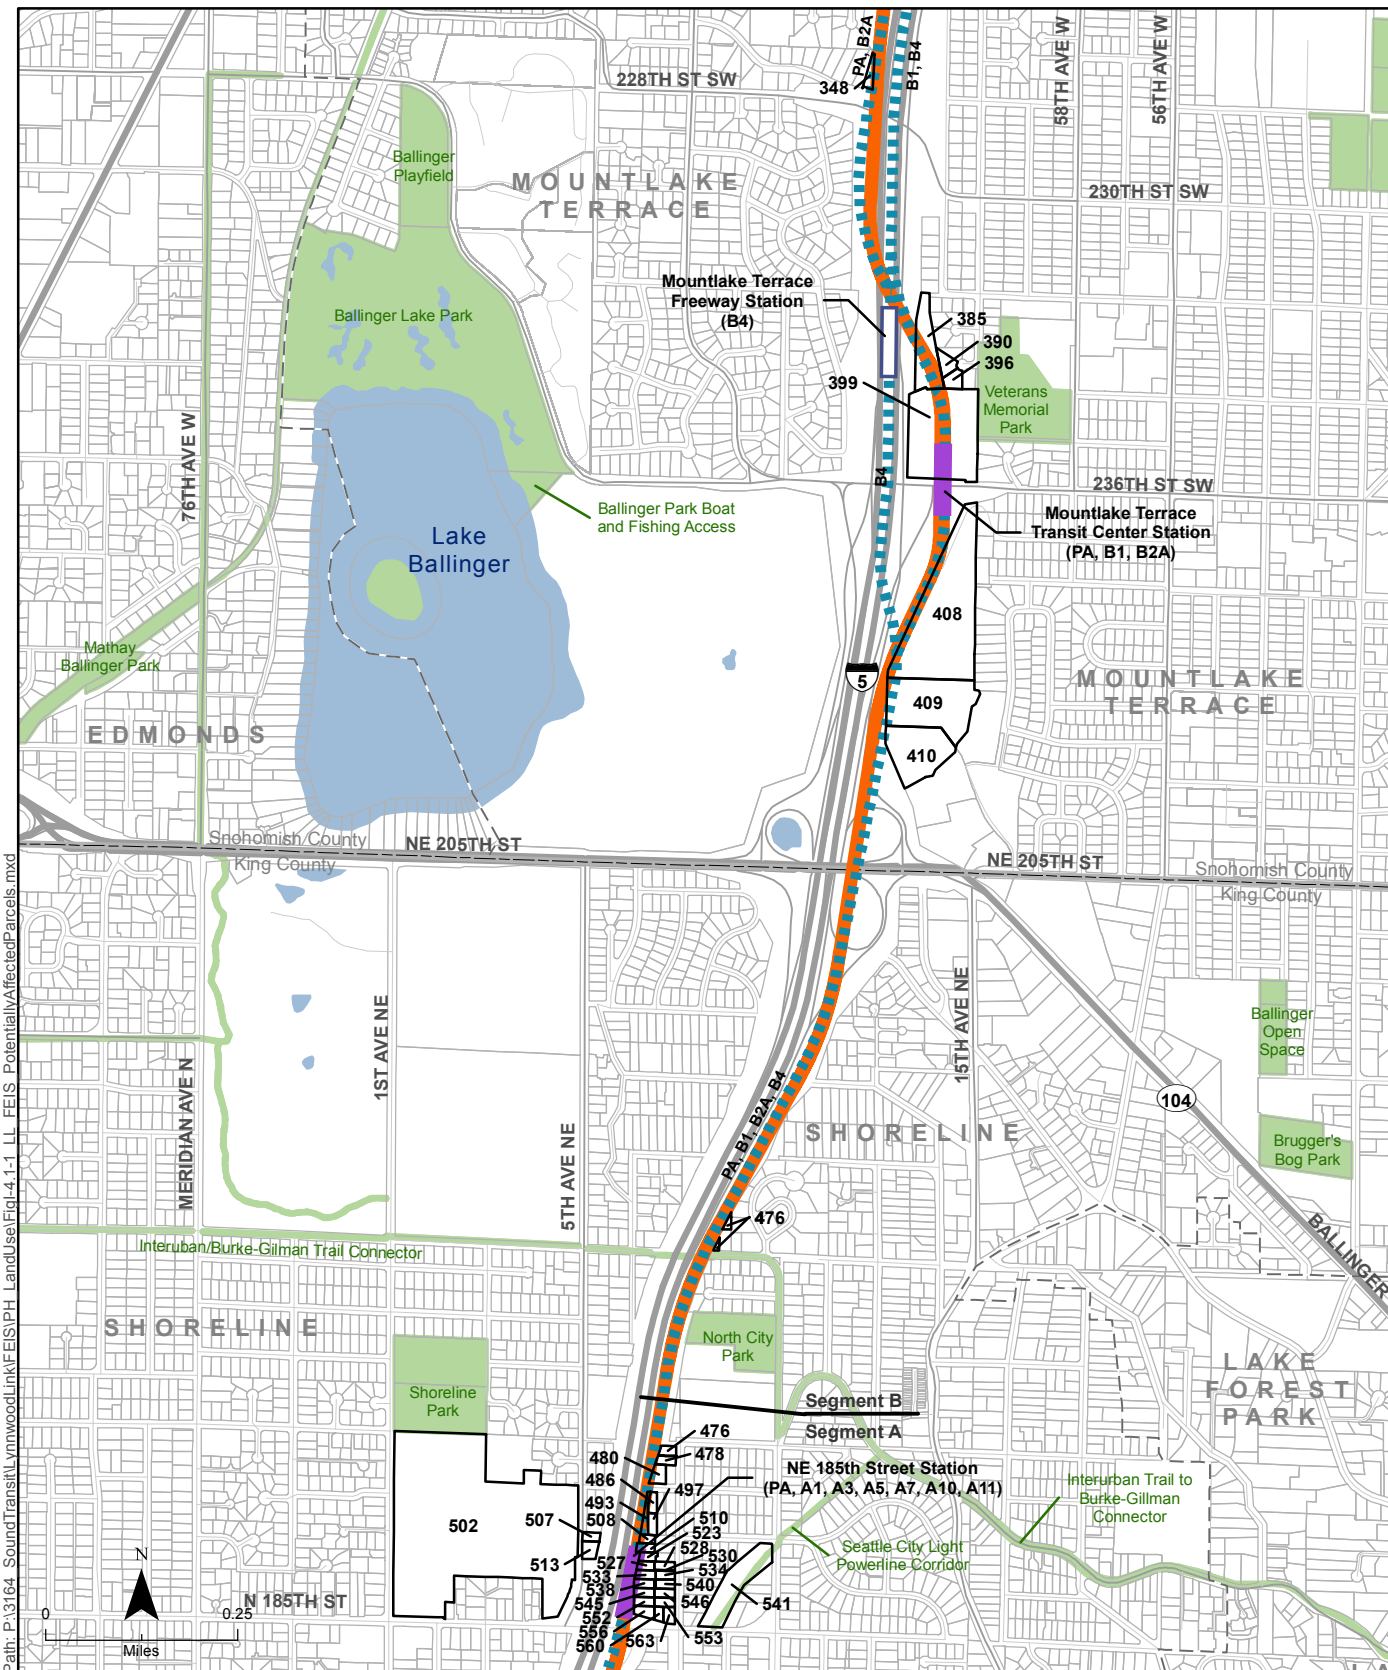 PA, B2A
B1, B4
348
228TH ST SW
58TH AVE W
56TH AVE W
Ballinger
Playfield
MOUNTLAKE
TERRACE
230TH ST SW
Mountlake Terrace
Freeway Station
(B4)
Ballinger Lake Park
385
390
396
399
Veterans
Memorial
Park
76TH AVE W
B4
236TH ST SW
Ballinger Park Boat
and Fishing Access
Mountlake Terrace
Transit Center Station
(PA, B1, B2A)
Lake
Ballinger
408
Mathay
Ballinger Park
5
MOUNTLAKE
TERRACE
409
EDMONDS
410
Snohomish County
King County
NE 205TH ST
NE 205TH ST
Snohomish County
King County
1ST AVE NE
15TH AVE NE
Ballinger
Open
Space
MERIDIAN AVE N
PA, B1, B2A, B4
104
5TH AVE NE
SHORELINE
Brugger's
Bog Park
476
BALLINGER
Interuban/Burke-Gilman Trail Connector
SHORELINE
North City
Park
LAKE
FOREST
PARK
Shoreline
Park
Segment B
Segment A
476
478
480
NE 185th Street Station
(PA, A1, A3, A5, A7, A10, A11)
486
497
493
Interurban Trail to
Burke-Gillman
Connector
502
507
508
510
523
528
530
534
513
527
533
538
540
545
546
541
552
553
556
560
563
Seattle City Light
Powerline Corridor
N
N 185TH ST
0
0.25
Miles
Path: P:\3164_SoundTransit\LynnwoodLink\FEIS\PH_LandUse\FigI-4.1-1_LL_FEIS_PotentiallyAffectedParcels.mxd